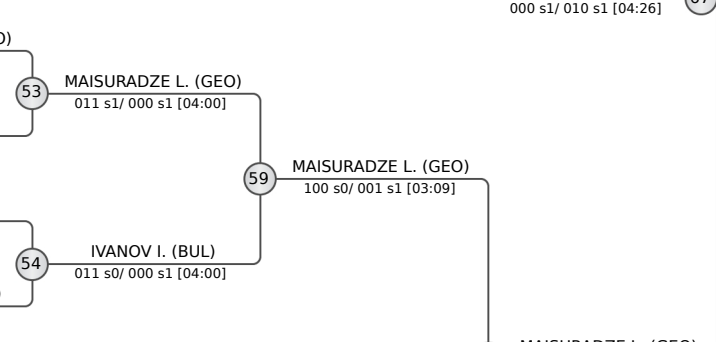 000 s1/ 010 s1 [04:26]
MAISURADZE L. (GEO)
53
011 s1/ 000 s1 [04:00]
MAISURADZE L. (GEO)
59
100 s0/ 001 s1 [03:09]
IVANOV I. (BUL)
54
011 s0/ 000 s1 [04:00]